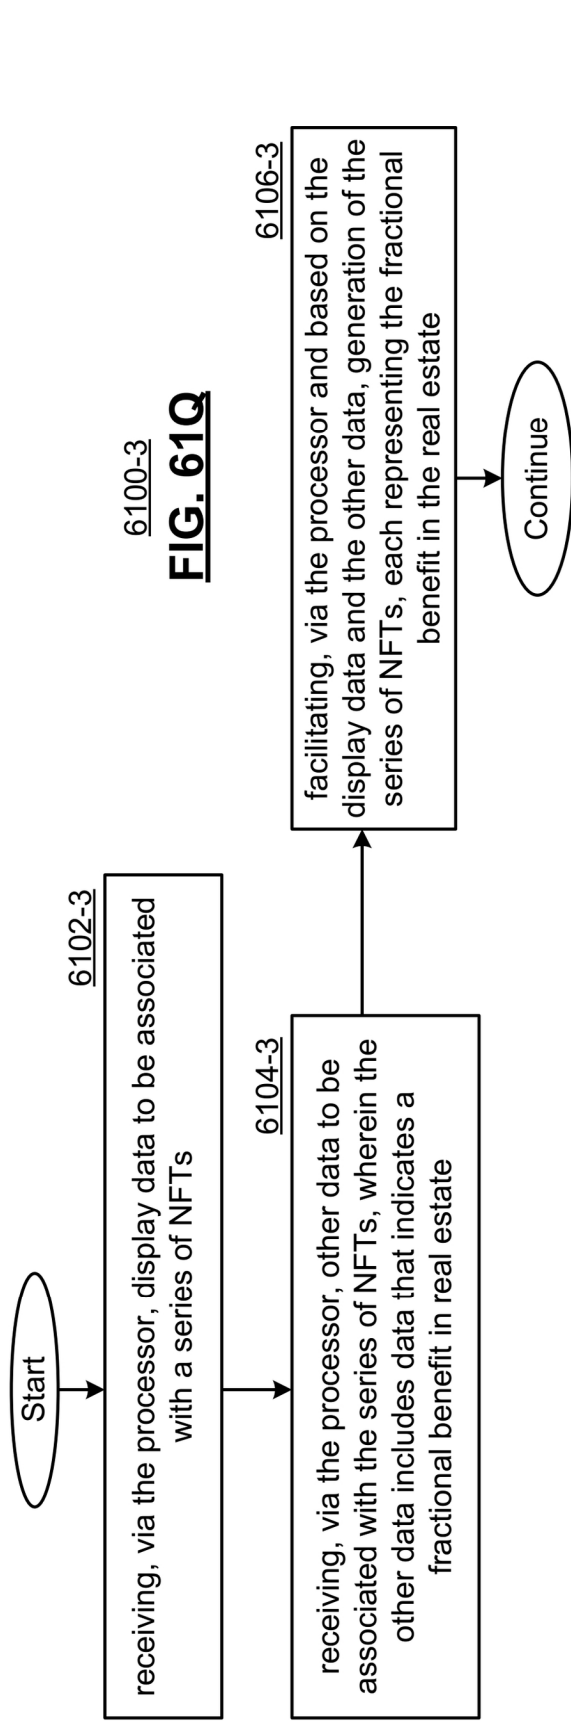 Start
6102-3
receiving, via the processor, display data to be associated
with a series of NFTs
6104-3
receiving, via the processor, other data to be
associated with the series of NFTs, wherein the
other data includes data that indicates a
fractional benefit in real estate
6100-3
FIG. 61Q
6106-3
facilitating, via the processor and based on the
display data and the other data, generation of the
series of NFTs, each representing the fractional
benefit in the real estate
Continue